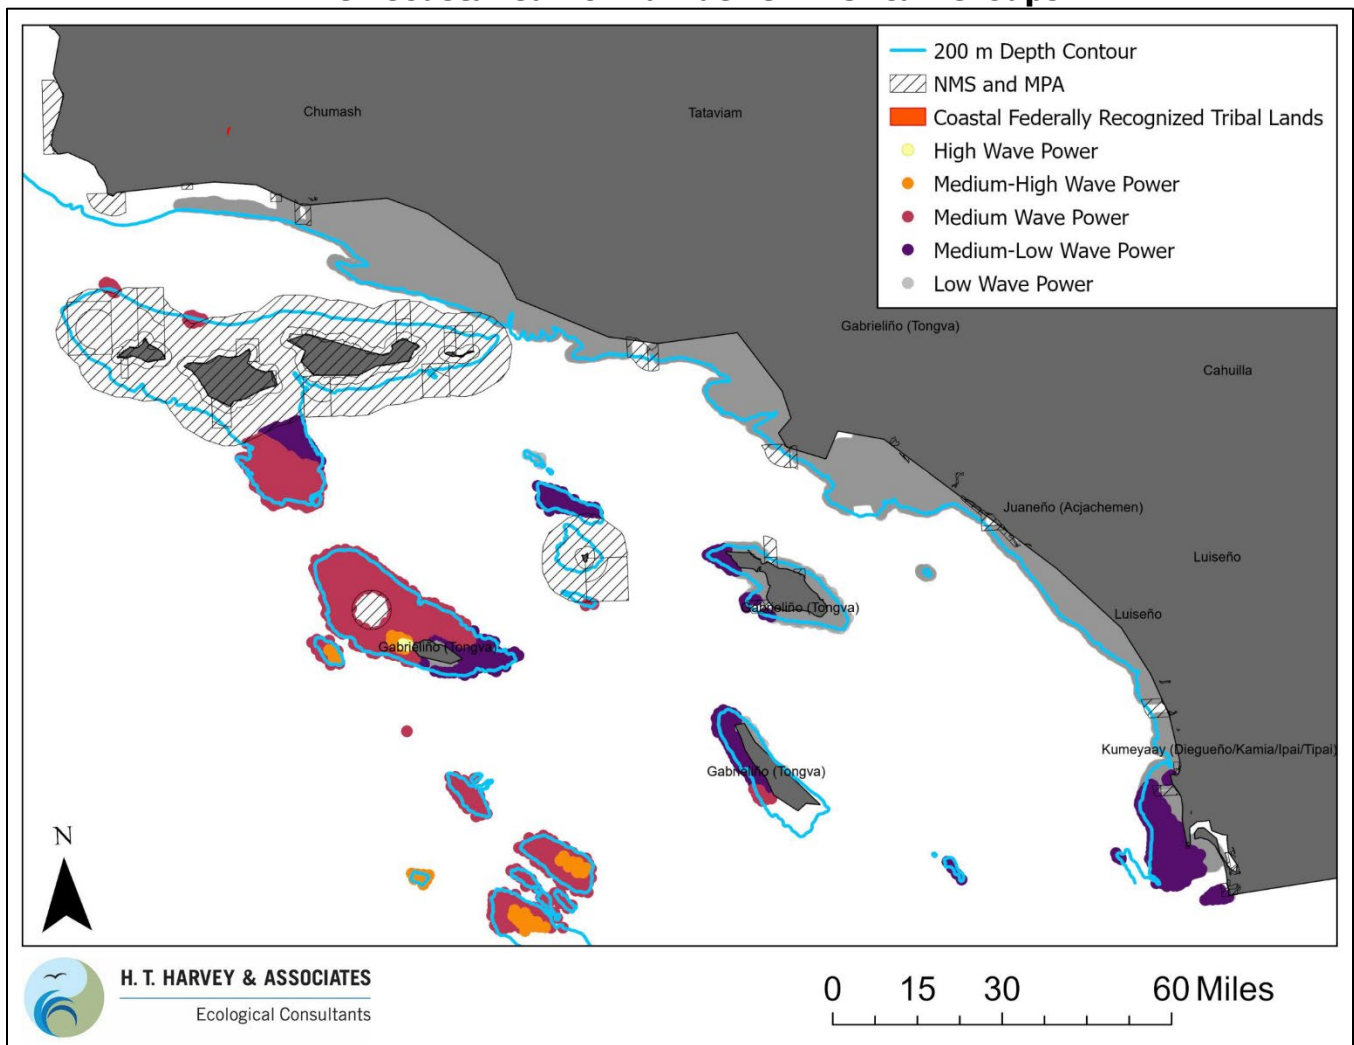 200 m Depth Contour
NMS and MPA
Coastal Federally Recognized Tribal Lands
High Wave Power
Medium-High Wave Power
Medium Wave Power
Medium-Low Wave Power
Low Wave Power
Chumash
Tataviam
Gabrieliño (Tongva)
Cahuilla
Juaneño (Acjachemen)
Luiseño
Gabrieliño (Tongva)
Luiseño
Gabrieliño (Tongva)
Kumeyaay (Diegueño/Kamia/Ipai/Tipai)
Gabrieliño (Tongva)
N
H. T. HARVEY & ASSOCIATES
Ecological Consultants
0 15 30 60 Miles